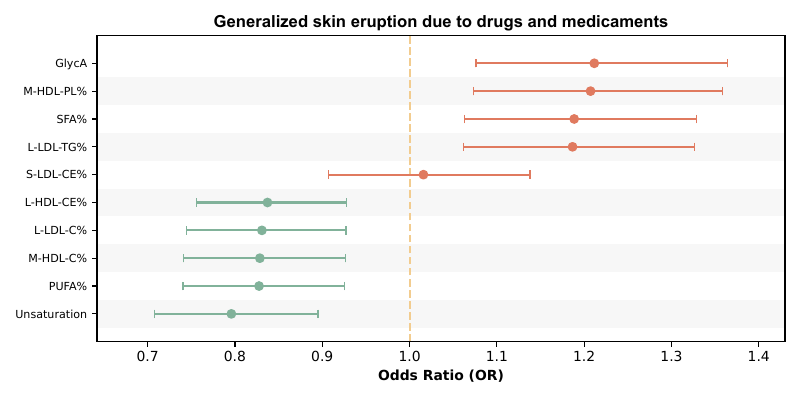 Generalized skin eruption due to drugs and medicaments
GlycA
M-HDL-PL%
SFA%
L-LDL-TG%
S-LDL-CE%
L-HDL-CE%
L-LDL-C%
M-HDL-C%
PUFA%
Unsaturation
0.7 0.8 0.9 1.0 1.1 1.2 1.3 1.4
Odds Ratio (OR)